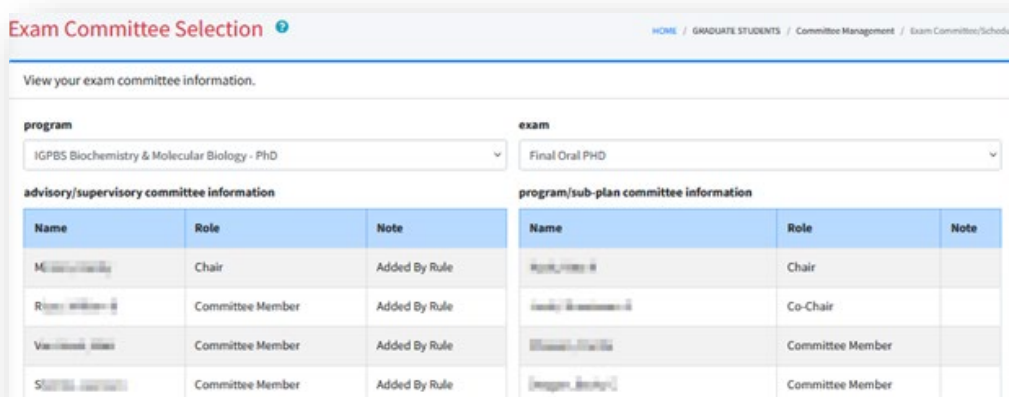 Exam Committee Selection ?
HOME / GRADUATE STUDENTS / Committee Management / Exam Committee/Schedu
View your exam committee information.
program
exam
IGPBS Biochemistry & Molecular Biology - PhD
Final Oral PHD
advisory/supervisory committee information
program/sub-plan committee information
Name Role Note
Name Role Note
Chair Added By Rule
Chair
Committee Member Added By Rule
Co-Chair
Committee Member Added By Rule
Committee Member
Committee Member Added By Rule
Committee Member